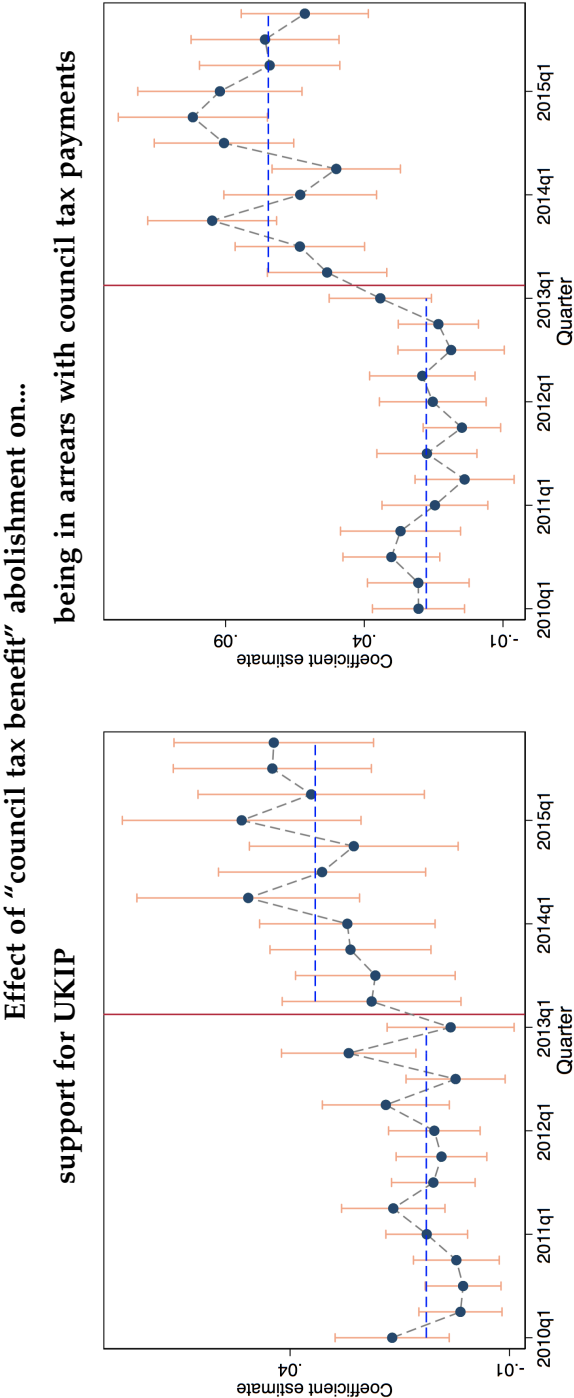 Effect of "council tax benefit" abolishment on...
support for UKIP
Coefficient estimate
.04
-.01
2010q1
2011q1
2012q1
2013q1
2014q1
2015q1
Quarter
being in arrears with council tax payments
Coefficient estimate
.09
.04
-.01
2010q1
2011q1
2012q1
2013q1
2014q1
2015q1
Quarter